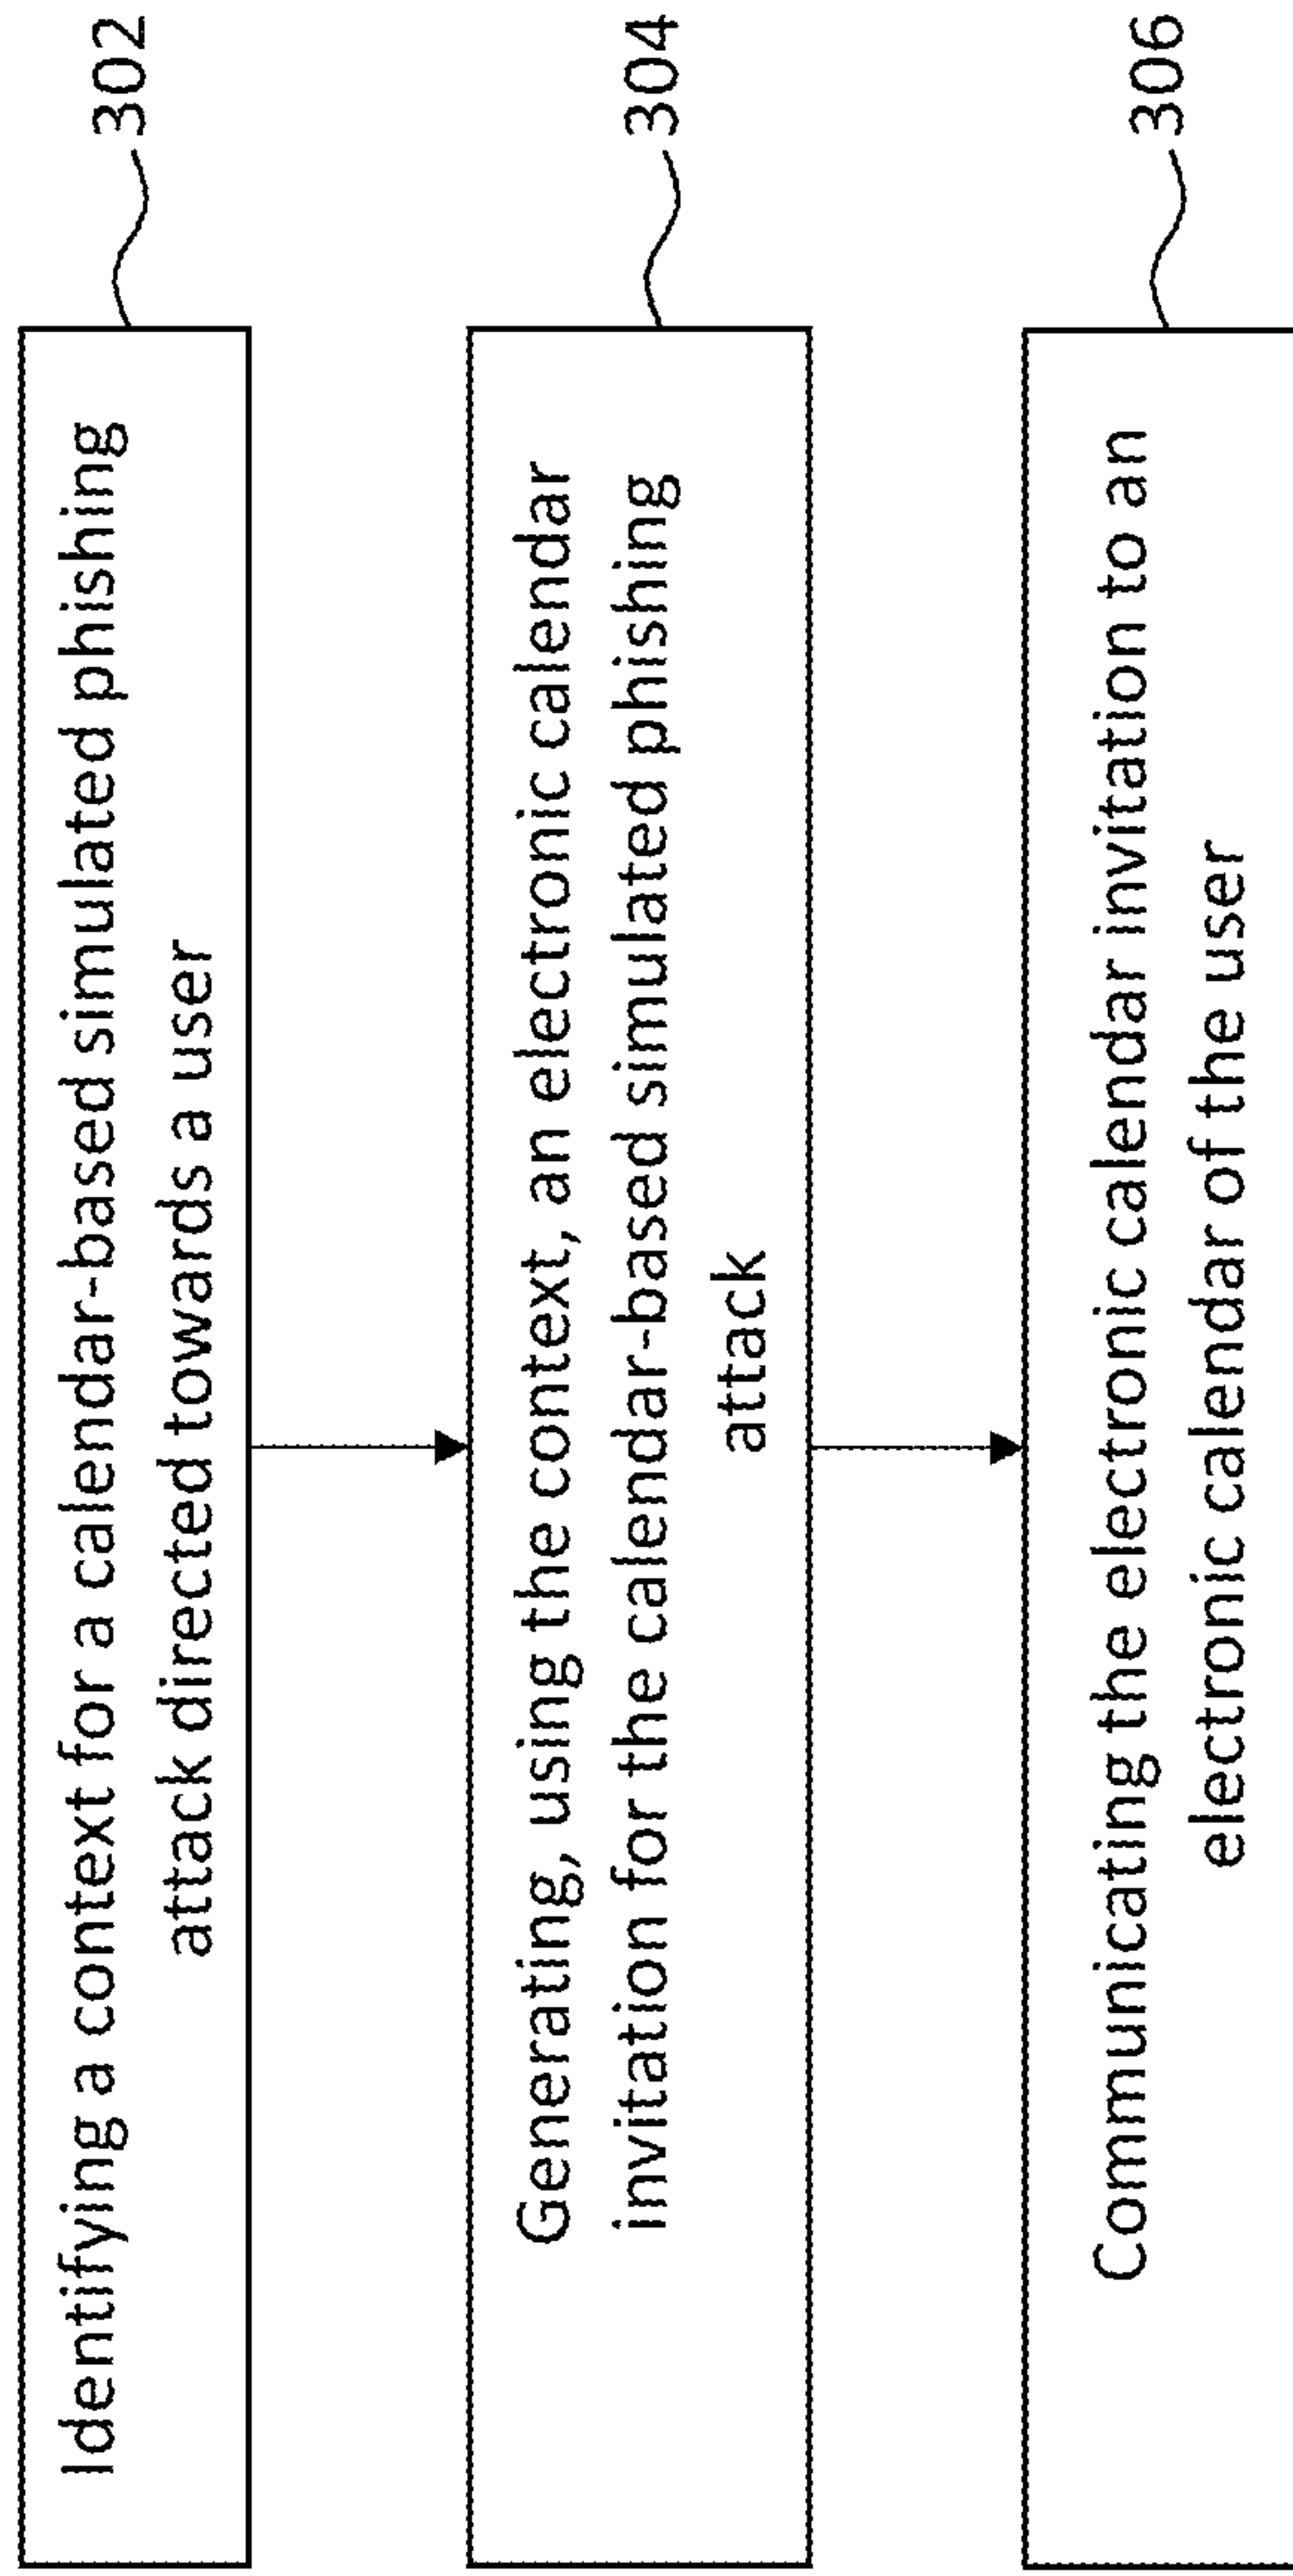 Identifying a context for a calendar-based simulated phishing
attack directed towards a user
302
Generating, using the context, an electronic calendar
invitation for the calendar-based simulated phishing
attack
304
Communicating the electronic calendar invitation to an
electronic calendar of the user
306